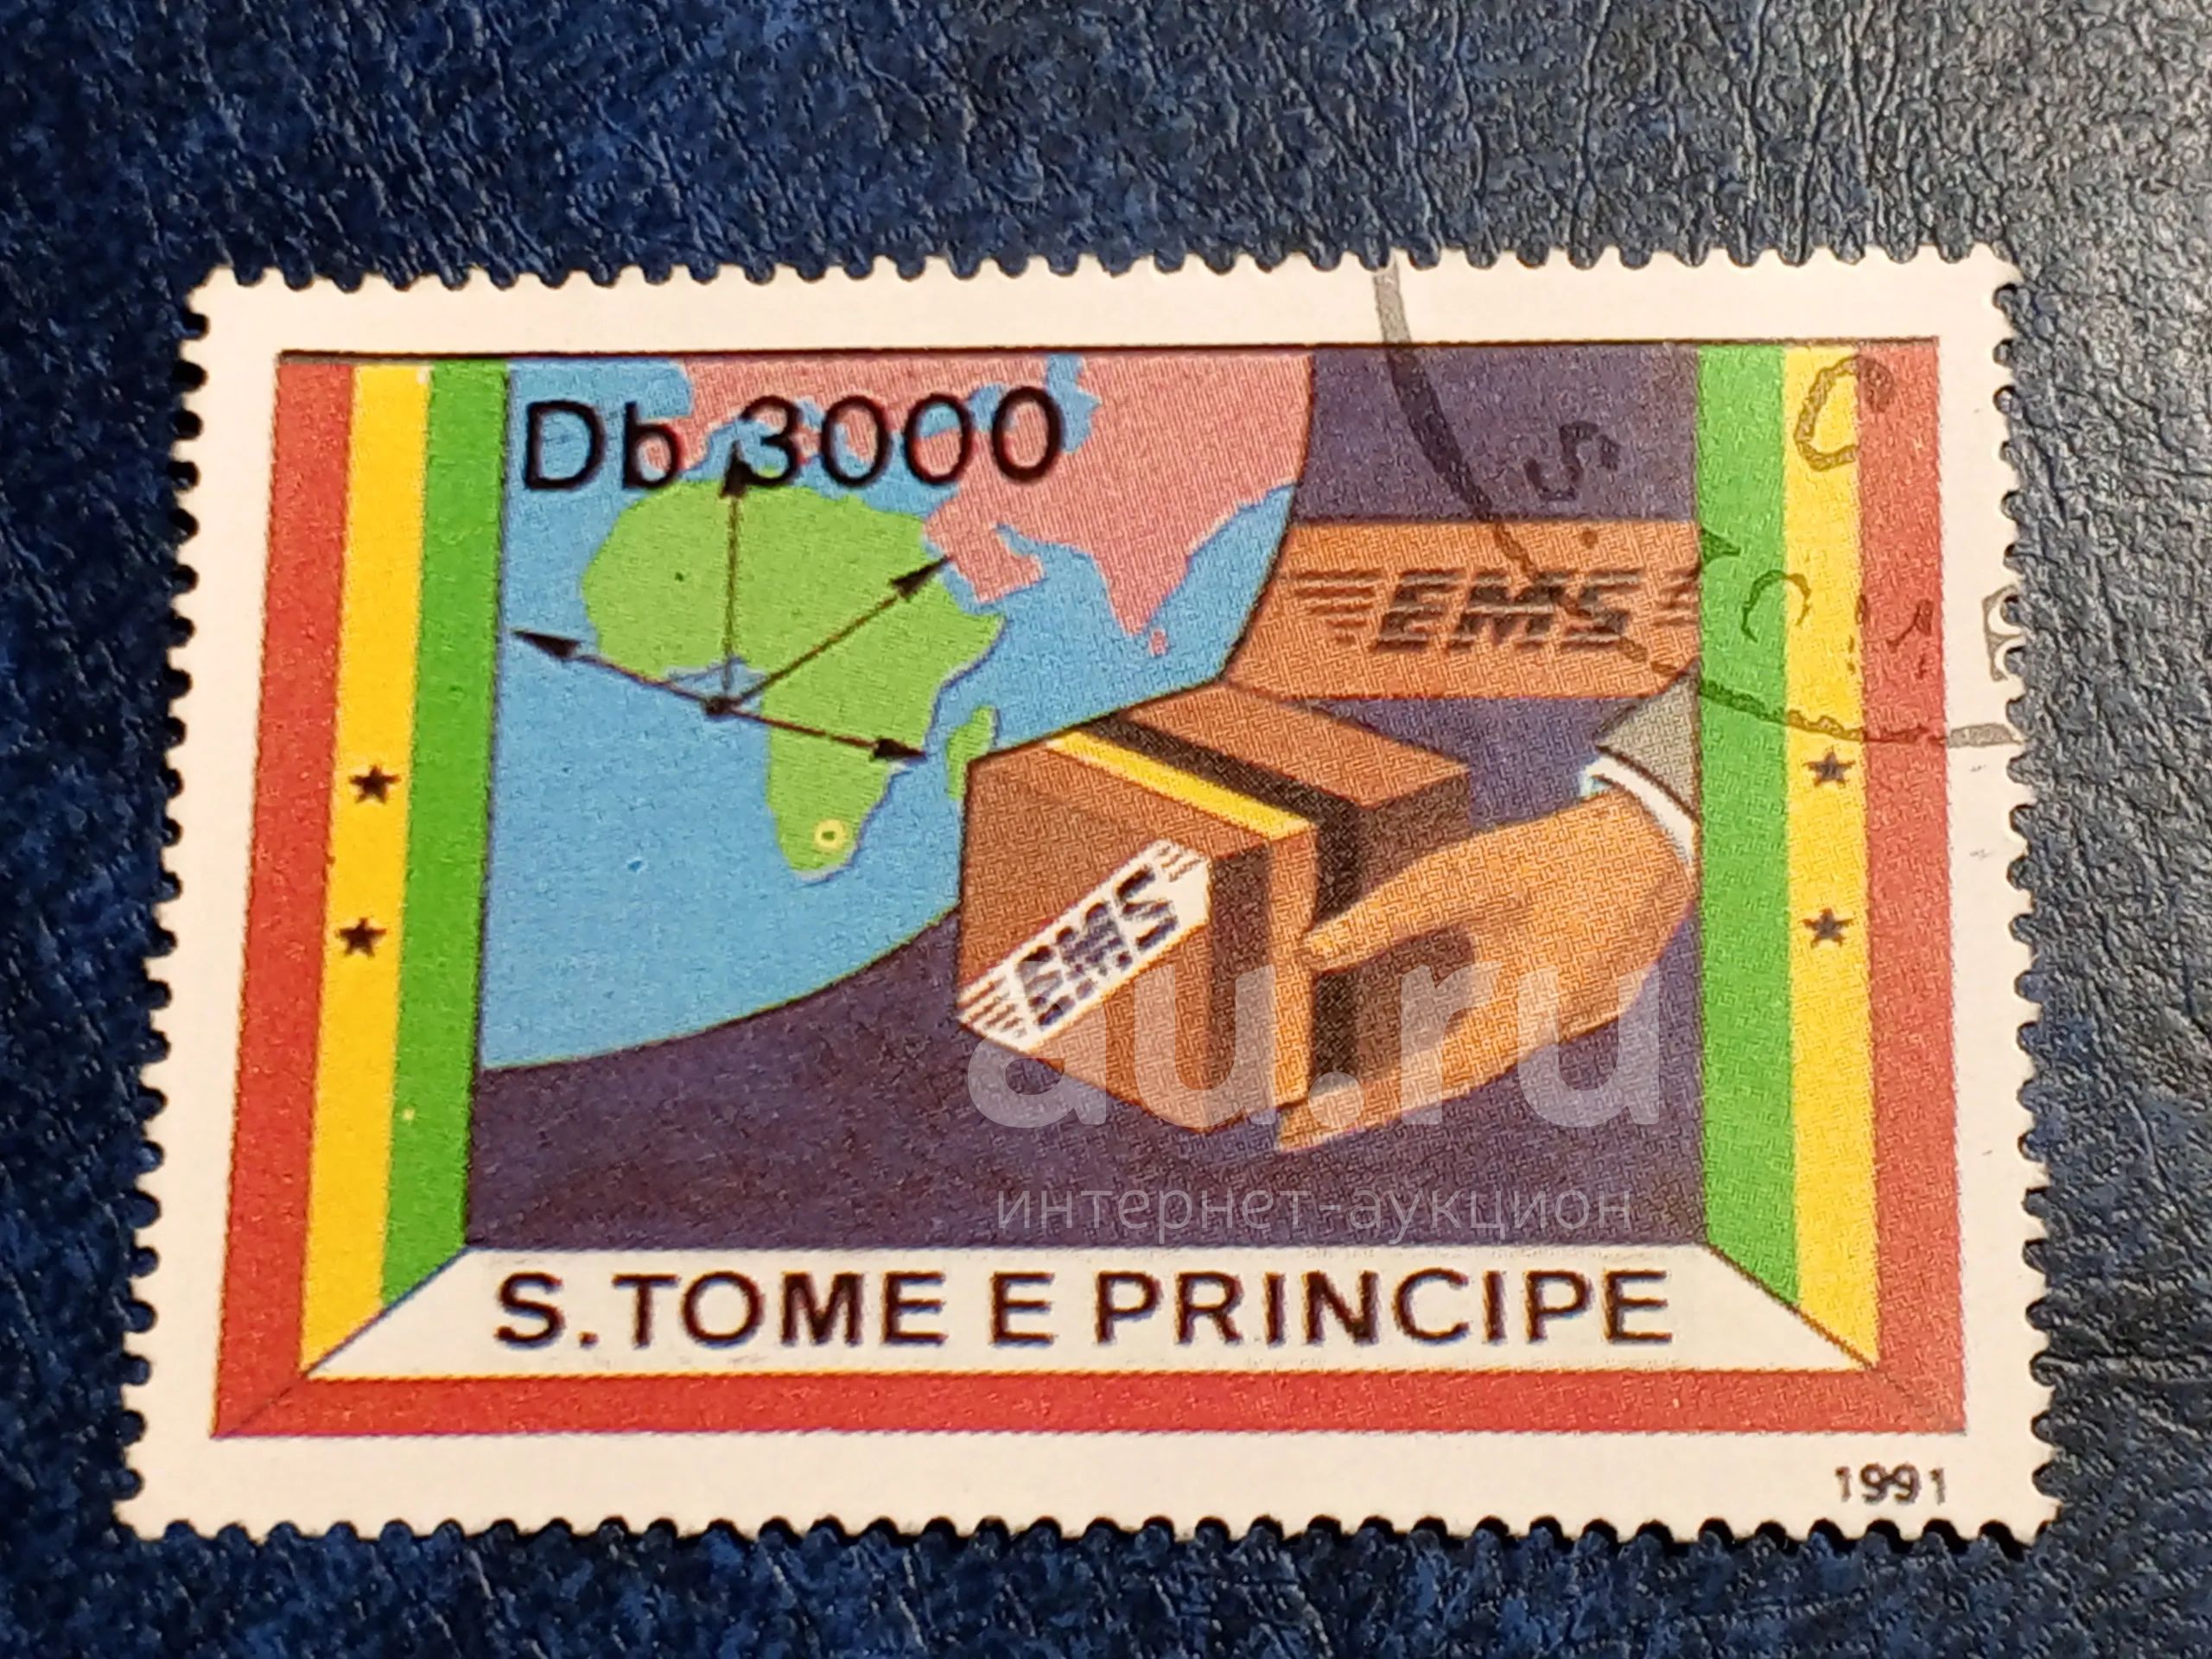 Db 3000
EMS
EMS
au.ru
интернет-аукцион
S.TOME E PRINCIPE
1991